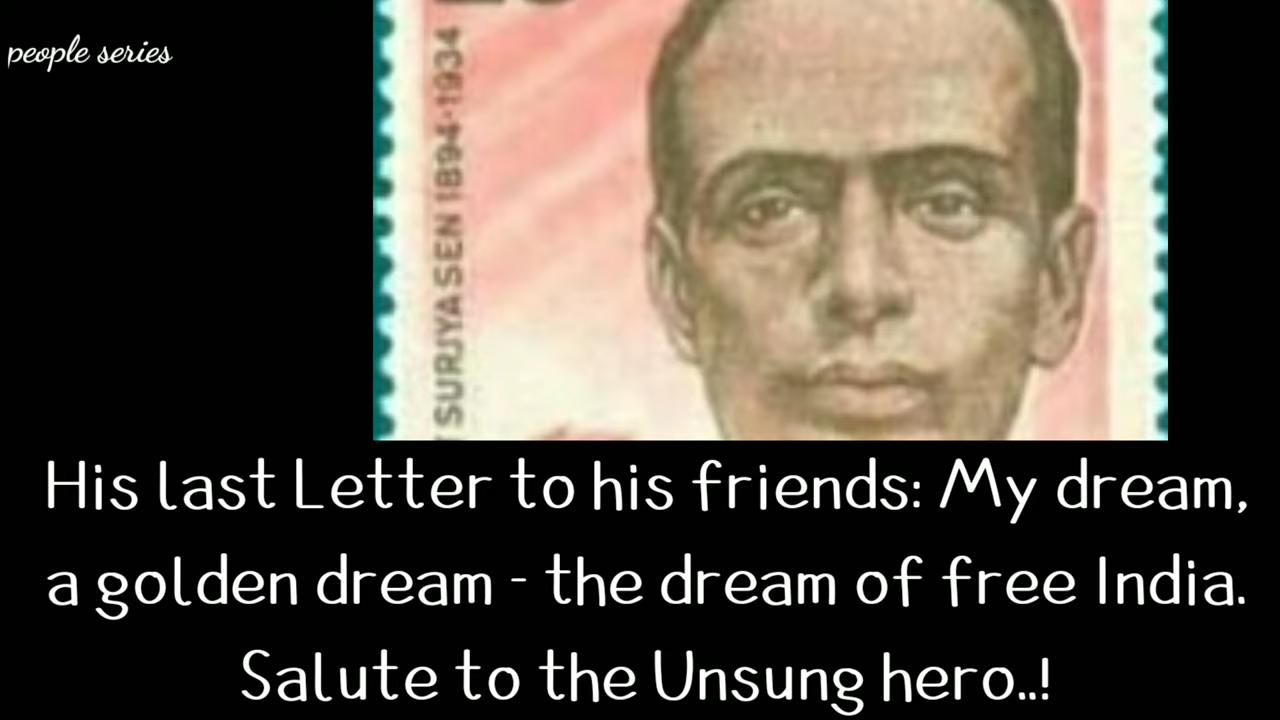 people series
SURJYA SEN 1894-1934
His last Letter to his friends: My dream,
a golden dream - the dream of free India.
Salute to the Unsung hero..!